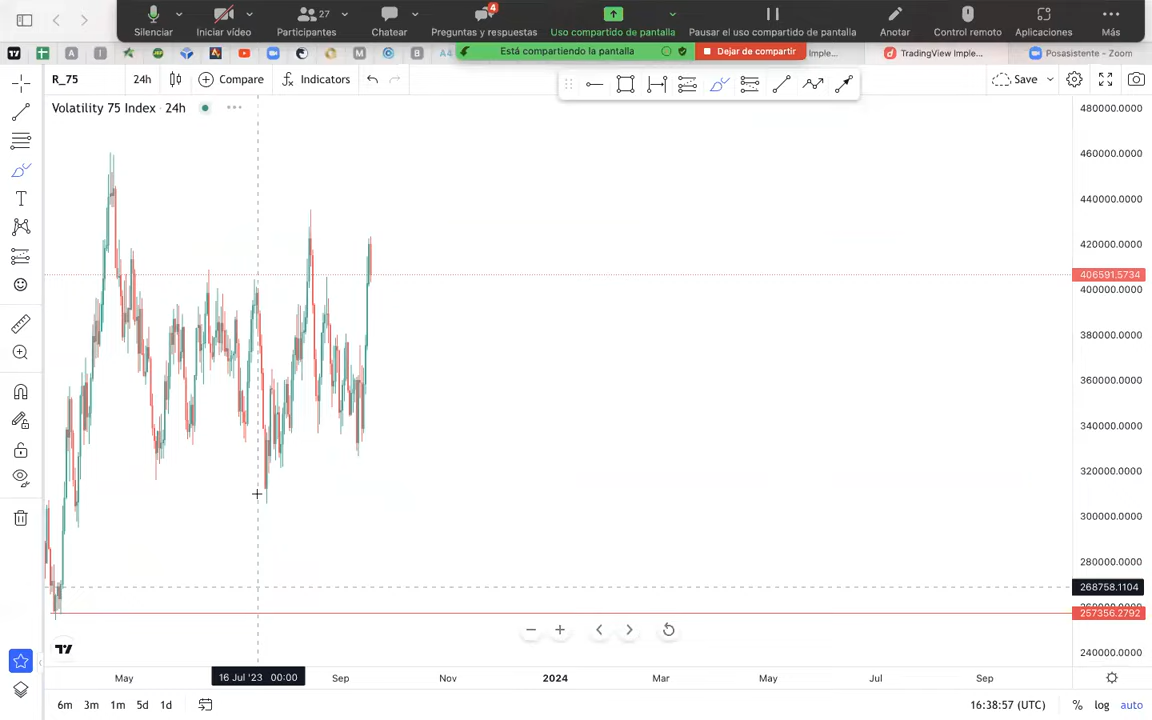 Silenciar
Iniciar vídeo
27
Participantes
Chatear
4
Preguntas y respuestas
Uso compartido de pantalla
Pausar el uso compartido de pantalla
Anotar
Control remoto
Aplicaciones
Más
Está compartiendo la pantalla
Dejar de compartir
Imple...
TradingView Imple...
Posasistente - Zoom
R_75
24h
Compare
Indicators
Save
Volatility 75 Index · 24h
480000.0000
460000.0000
440000.0000
420000.0000
406591.5734
400000.0000
380000.0000
360000.0000
340000.0000
320000.0000
300000.0000
280000.0000
268758.1104
257356.2792
240000.0000
May
16 Jul '23 00:00
Sep
Nov
2024
Mar
May
Jul
Sep
6m
3m
1m
5d
1d
16:38:57 (UTC)
%
log
auto